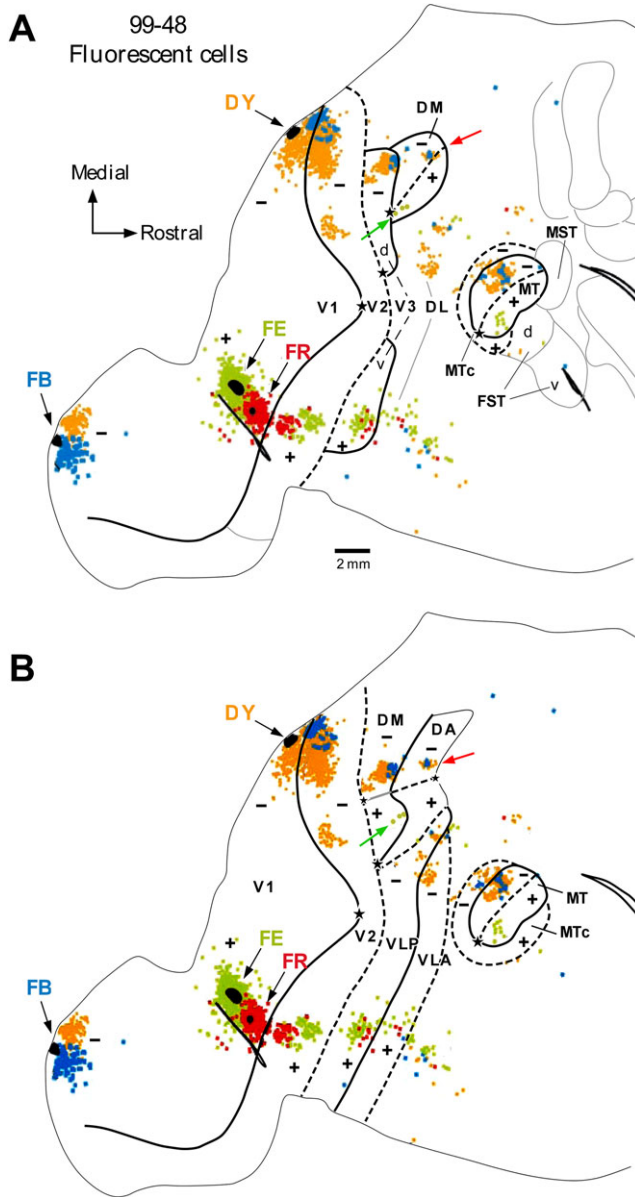 A
99-48
Fluorescent cells
DY
DM
Medial
Rostral
−
+
−
−
−
d
MST
−
MT
+
V1
V2
V3
DL
+
FE
FR
v
MTc
d
+
FST
v
FB
−
+
+
2 mm
B
DY
DM
DA
−
−
−
−
+
+
V1
−
−
−
−
MT
+
FE
V2
VLP
VLA
MTc
+
+
FR
FB
−
+
+
+